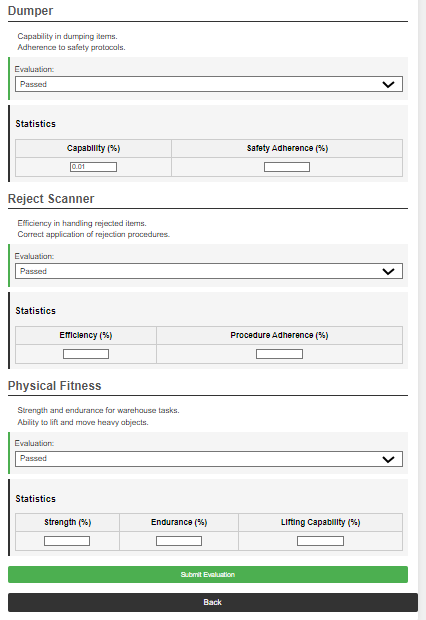 Dumper
Capability in dumping items.
Adherence to safety protocols.
Evaluation:
Passed
Statistics
Capability (%) Safety Adherence (%)
0.01
Reject Scanner
Efficiency in handling rejected items.
Correct application of rejection procedures.
Evaluation:
Passed
Statistics
Efficiency (%) Procedure Adherence (%)
Physical Fitness
Strength and endurance for warehouse tasks.
Ability to lift and move heavy objects.
Evaluation:
Passed
Statistics
Strength (%) Endurance (%) Lifting Capability (%)
Submit Evaluation
Back